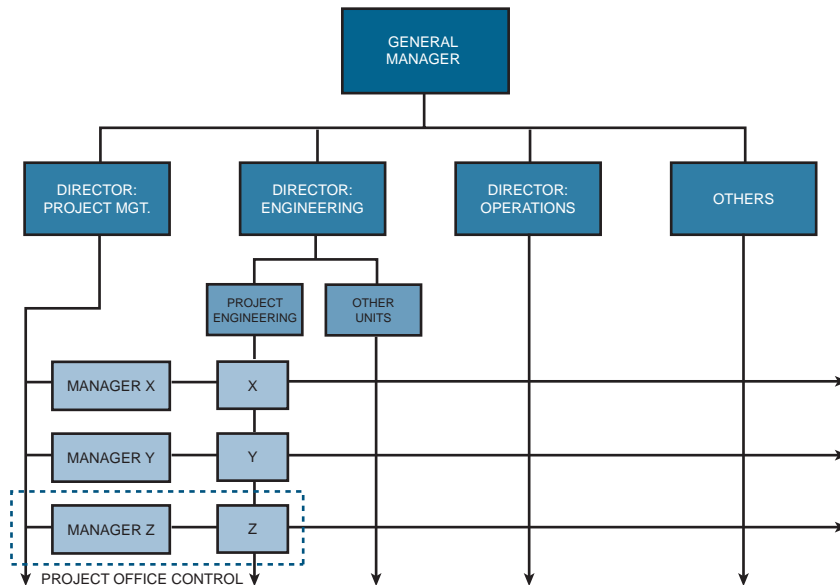 GENERAL
MANAGER
DIRECTOR:
PROJECT MGT.
DIRECTOR:
ENGINEERING
DIRECTOR:
OPERATIONS
OTHERS
PROJECT
ENGINEERING
OTHER
UNITS
MANAGER X
X
MANAGER Y
Y
MANAGER Z
Z
PROJECT OFFICE CONTROL